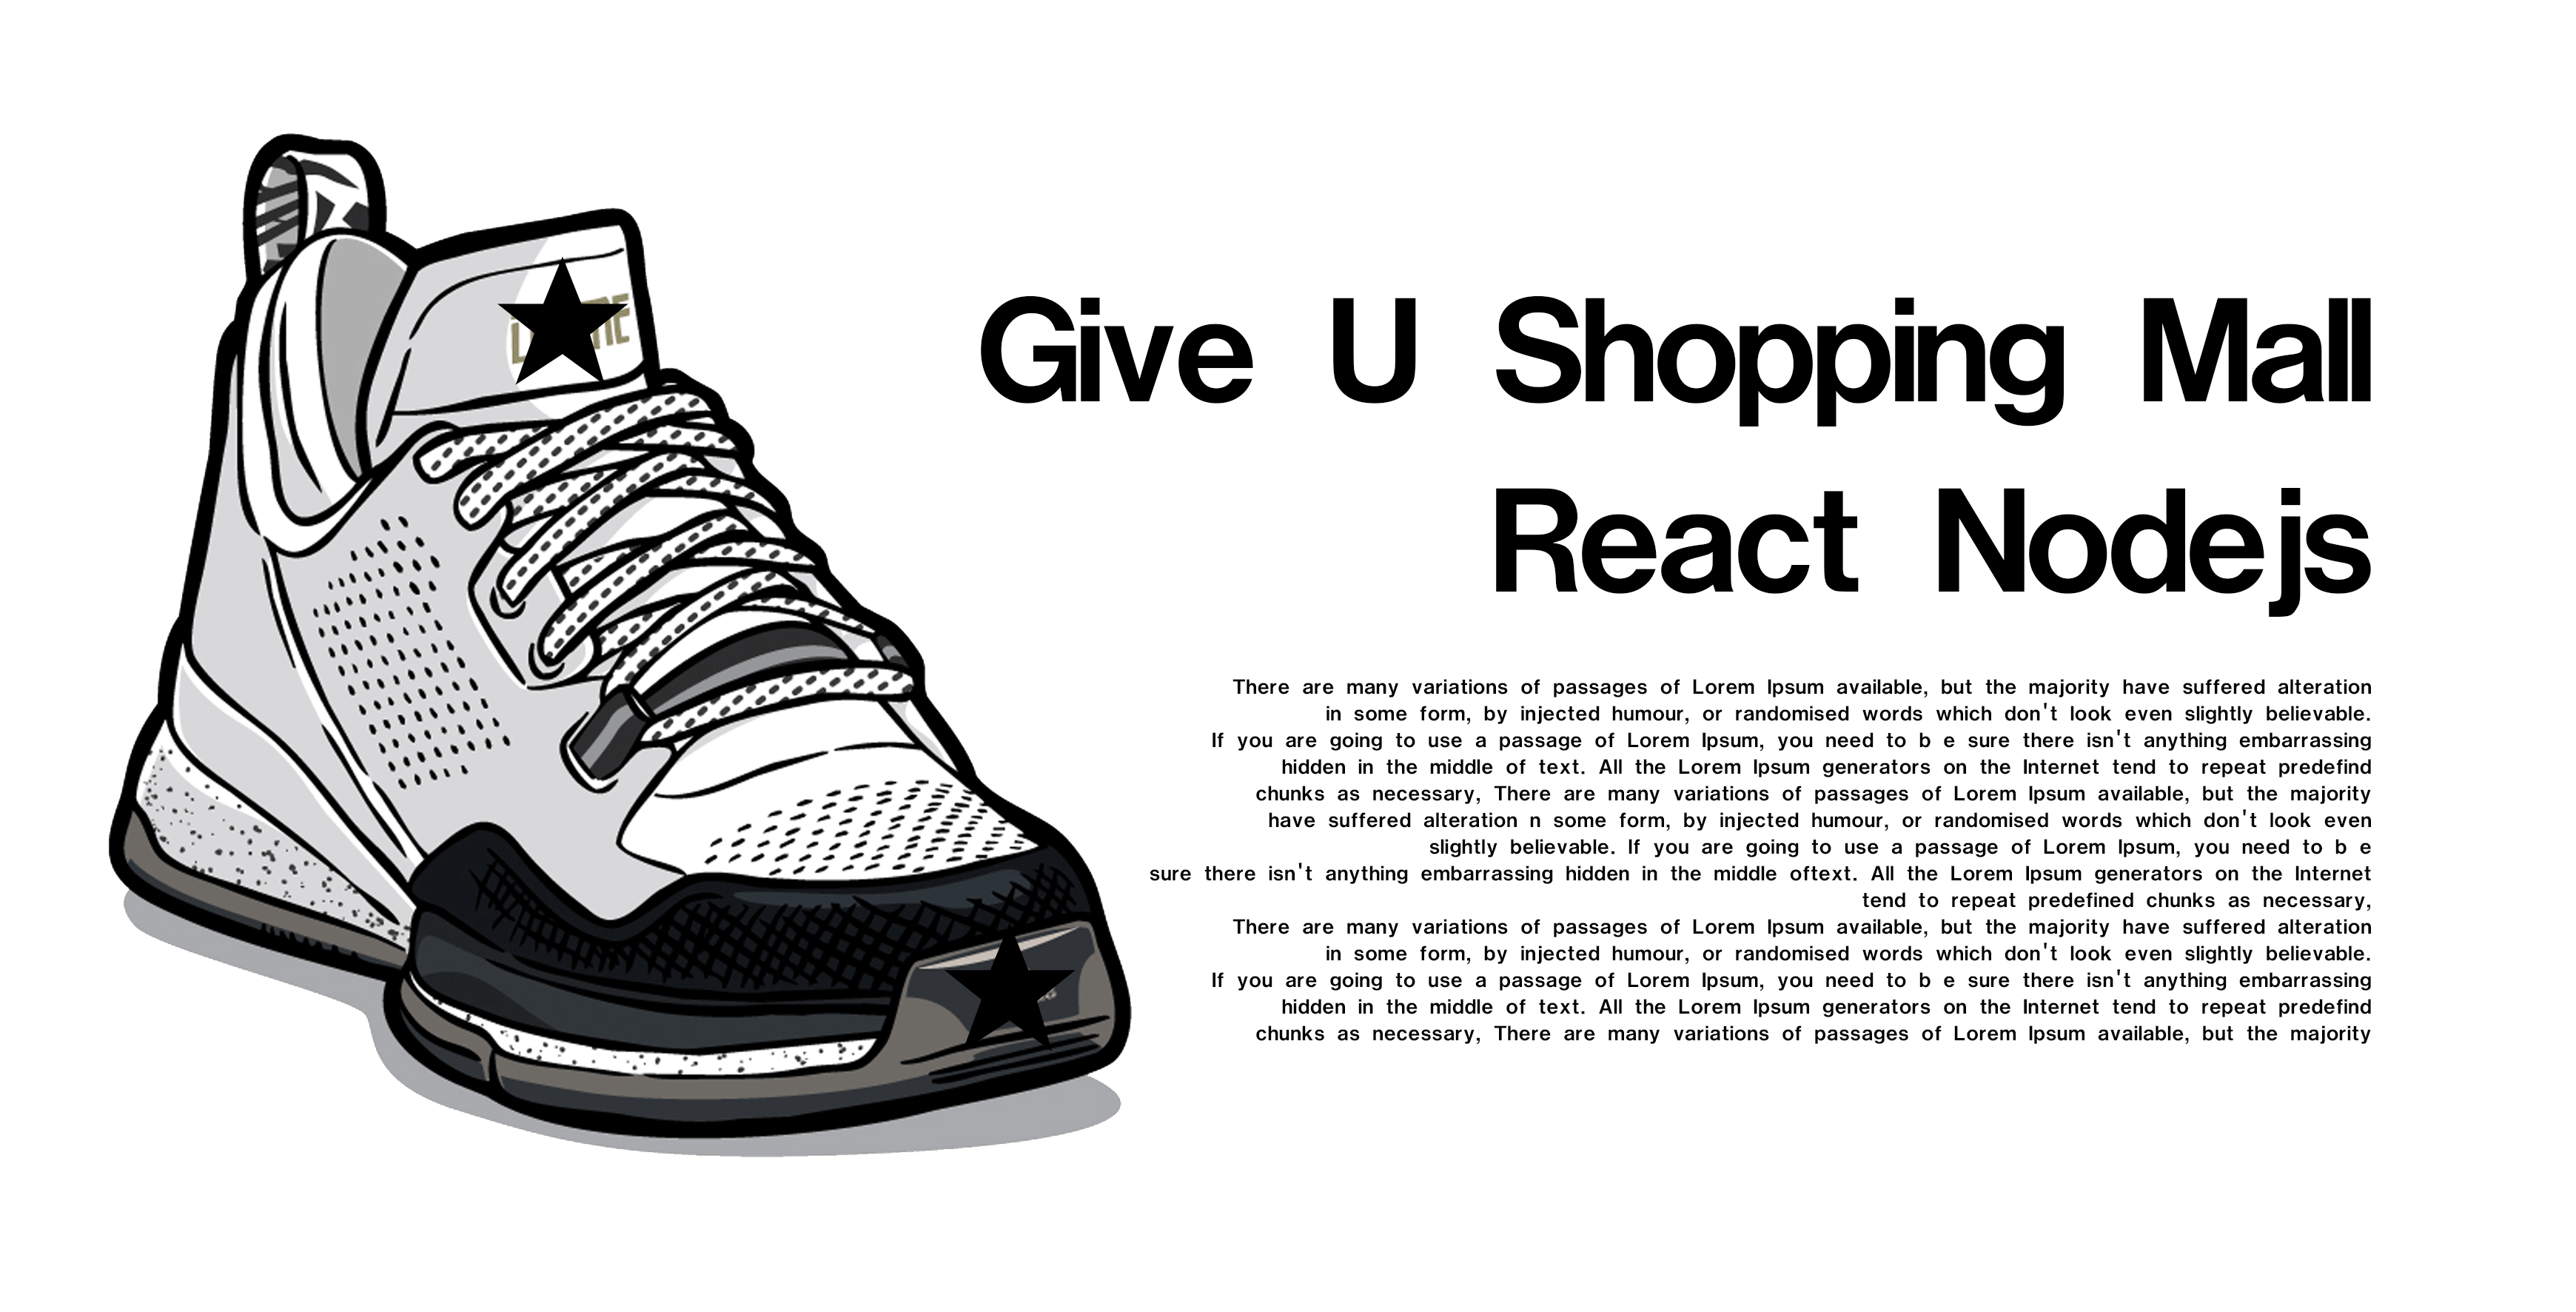 Give U Shopping Mall
React Nodejs
There are many variations of passages of Lorem Ipsum available, but the majority have suffered alteration
in some form, by injected humour, or randomised words which don't look even slightly believable.
If you are going to use a passage of Lorem Ipsum, you need to b e sure there isn't anything embarrassing
hidden in the middle of text. All the Lorem Ipsum generators on the Internet tend to repeat predefind
chunks as necessary, There are many variations of passages of Lorem Ipsum available, but the majority
have suffered alteration n some form, by injected humour, or randomised words which don't look even
slightly believable. If you are going to use a passage of Lorem Ipsum, you need to b e
sure there isn't anything embarrassing hidden in the middle oftext. All the Lorem Ipsum generators on the Internet
tend to repeat predefined chunks as necessary,
There are many variations of passages of Lorem Ipsum available, but the majority have suffered alteration
in some form, by injected humour, or randomised words which don't look even slightly believable.
If you are going to use a passage of Lorem Ipsum, you need to b e sure there isn't anything embarrassing
hidden in the middle of text. All the Lorem Ipsum generators on the Internet tend to repeat predefind
chunks as necessary, There are many variations of passages of Lorem Ipsum available, but the majority